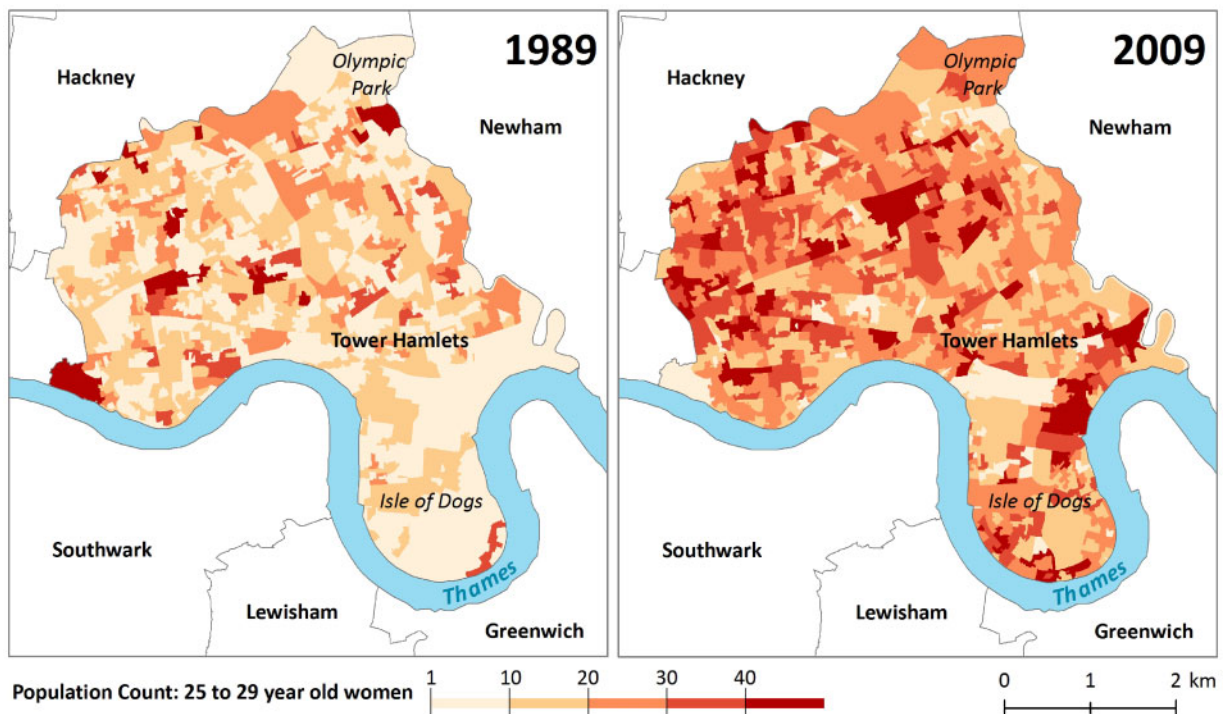 1989
Olympic
Park
Hackney
Newham
Tower Hamlets
Isle of Dogs
Southwark
Thames
Lewisham
Greenwich
2009
Olympic
Park
Hackney
Newham
Tower Hamlets
Isle of Dogs
Southwark
Thames
Lewisham
Greenwich
Population Count: 25 to 29 year old women
1 10 20 30 40
0 1 2 km